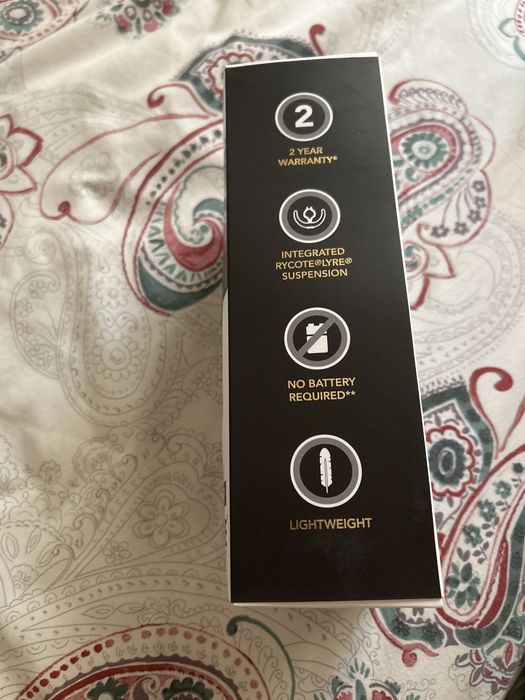 2
2 YEAR
WARRANTY*
INTEGRATED
RYCOTE®LYRE®
SUSPENSION
NO BATTERY
REQUIRED**
LIGHTWEIGHT